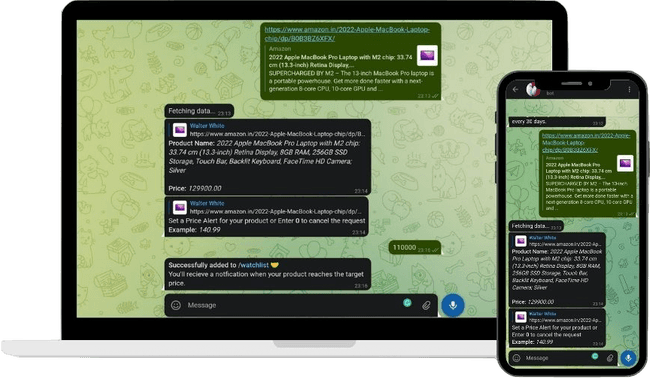 https://www.amazon.in/2022-Apple-MacBook-Laptop-
chip/dp/B0B3BZ6XFX/
Amazon
2022 Apple MacBook Pro Laptop with M2 chip: 33.74
cm (13.3-inch) Retina Display,...
SUPERCHARGED BY M2 – The 13-inch MacBook Pro laptop is
a portable powerhouse. Get more done faster with a next-
generation 8-core CPU, 10-core GPU and ...
23:13
Fetching data...
23:13
Walter White
https://www.amazon.in/2022-Apple-MacBook-Laptop-chip/dp/B...
Product Name: 2022 Apple MacBook Pro Laptop with M2 chip:
33.74 cm (13.3-inch) Retina Display, 8GB RAM, 256GB SSD
Storage, Touch Bar, Backlit Keyboard, FaceTime HD Camera;
Silver
Price: 129900.00
23:14
Walter White
https://www.amazon.in/2022-Apple-MacBook-Laptop-chip/dp/B...
Set a Price Alert for your product or Enter 0 to cancel the request
Example: 140.99
23:14
110000
23:16
Successfully added to /watchlist
You'll recieve a notfication when your product reaches the target
price.
23:16
Message
bot
every 30 days.
https://www.amazon.in/2022-Apple-
MacBook-Laptop-
Amazon
2022 Apple MacBook Pro
Laptop with M2 chip: 33.74
cm (13.3-inch) Retina
Display,...
SUPERCHARGED BY M2 – The 13-inch
MacBook Pro laptop is a portable
powerhouse. Get more done faster with a
next-generation 8-core CPU, 10-core GPU
and ...
Fetching data...
23:13
Walter White
https://www.amazon.in/2022-Ap...
Product Name: 2022 Apple MacBook
Pro Laptop with M2 chip: 33.74 cm
(13.3-inch) Retina Display, 8GB RAM,
256GB SSD Storage, Touch Bar,
Backlit Keyboard, FaceTime HD
Camera; Silver
Price: 129900.00
23:14
Walter White
https://www.amazon.in/2022-Ap...
Set a Price Alert for your product or
Enter 0 to cancel the request
Example: 140.99
23:14
Message